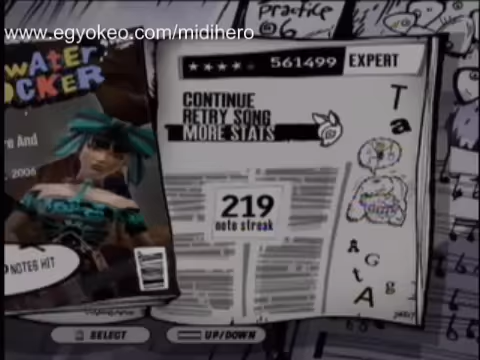 www.egyokeo.com/midihero
Practice
WATER
OCKER
561499 EXPERT
CONTINUE
RETRY SONG
MORE STATS
re And
2006
219
note streak
NOTES HIT
T
a
R
G
t
A
g
SELECT
UP/DOWN